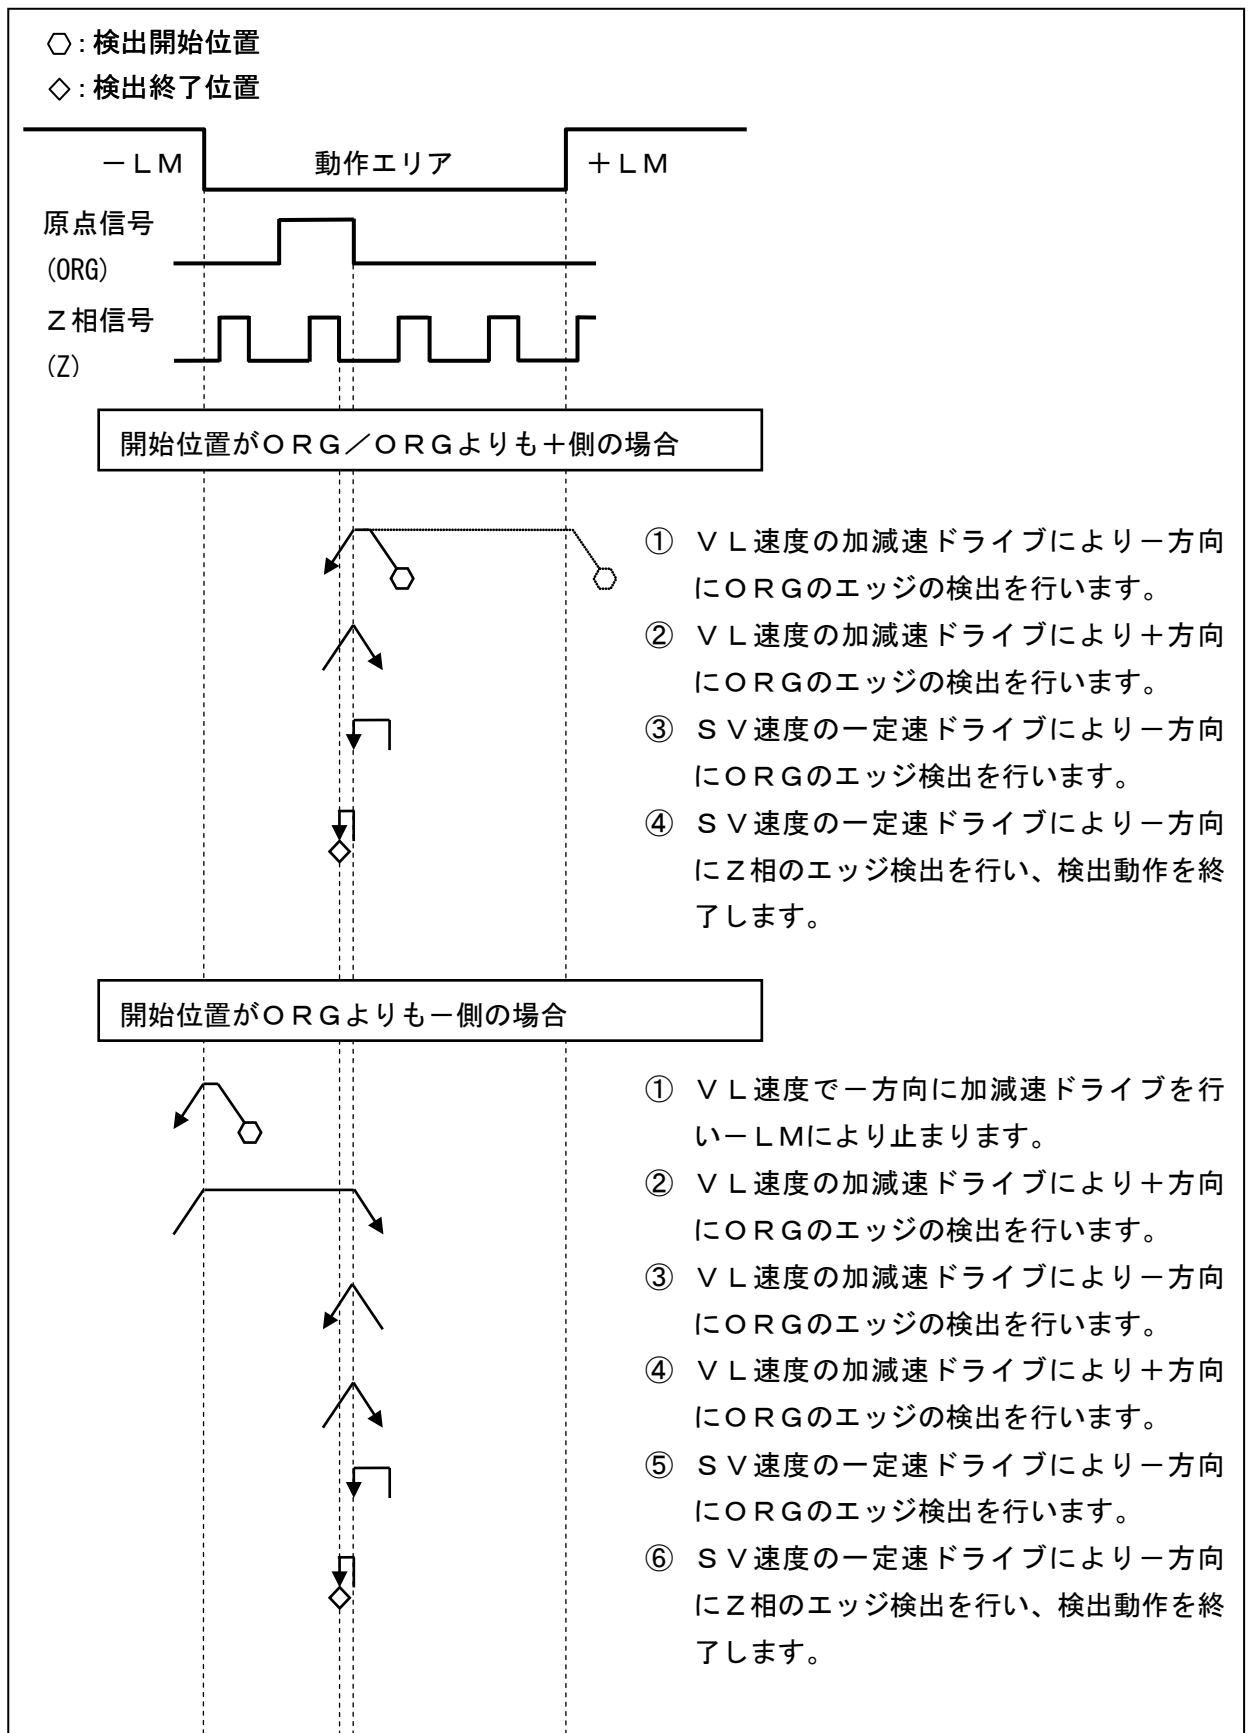 ⬡: 検出開始位置
◇: 検出終了位置
－ＬＭ
動作エリア
＋ＬＭ
原点信号
(ORG)
Ｚ相信号
(Z)
開始位置がＯＲＧ／ＯＲＧよりも＋側の場合
① ＶＬ速度の加減速ドライブにより－方向
にＯＲＧのエッジの検出を行います。
② ＶＬ速度の加減速ドライブにより＋方向
にＯＲＧのエッジの検出を行います。
③ ＳＶ速度の一定速ドライブにより－方向
にＯＲＧのエッジ検出を行います。
④ ＳＶ速度の一定速ドライブにより－方向
にＺ相のエッジ検出を行い、検出動作を終
了します。
開始位置がＯＲＧよりも－側の場合
① ＶＬ速度で－方向に加減速ドライブを行
い－ＬＭにより止まります。
② ＶＬ速度の加減速ドライブにより＋方向
にＯＲＧのエッジの検出を行います。
③ ＶＬ速度の加減速ドライブにより－方向
にＯＲＧのエッジの検出を行います。
④ ＶＬ速度の加減速ドライブにより＋方向
にＯＲＧのエッジの検出を行います。
⑤ ＳＶ速度の一定速ドライブにより－方向
にＯＲＧのエッジ検出を行います。
⑥ ＳＶ速度の一定速ドライブにより－方向
にＺ相のエッジ検出を行い、検出動作を終
了します。